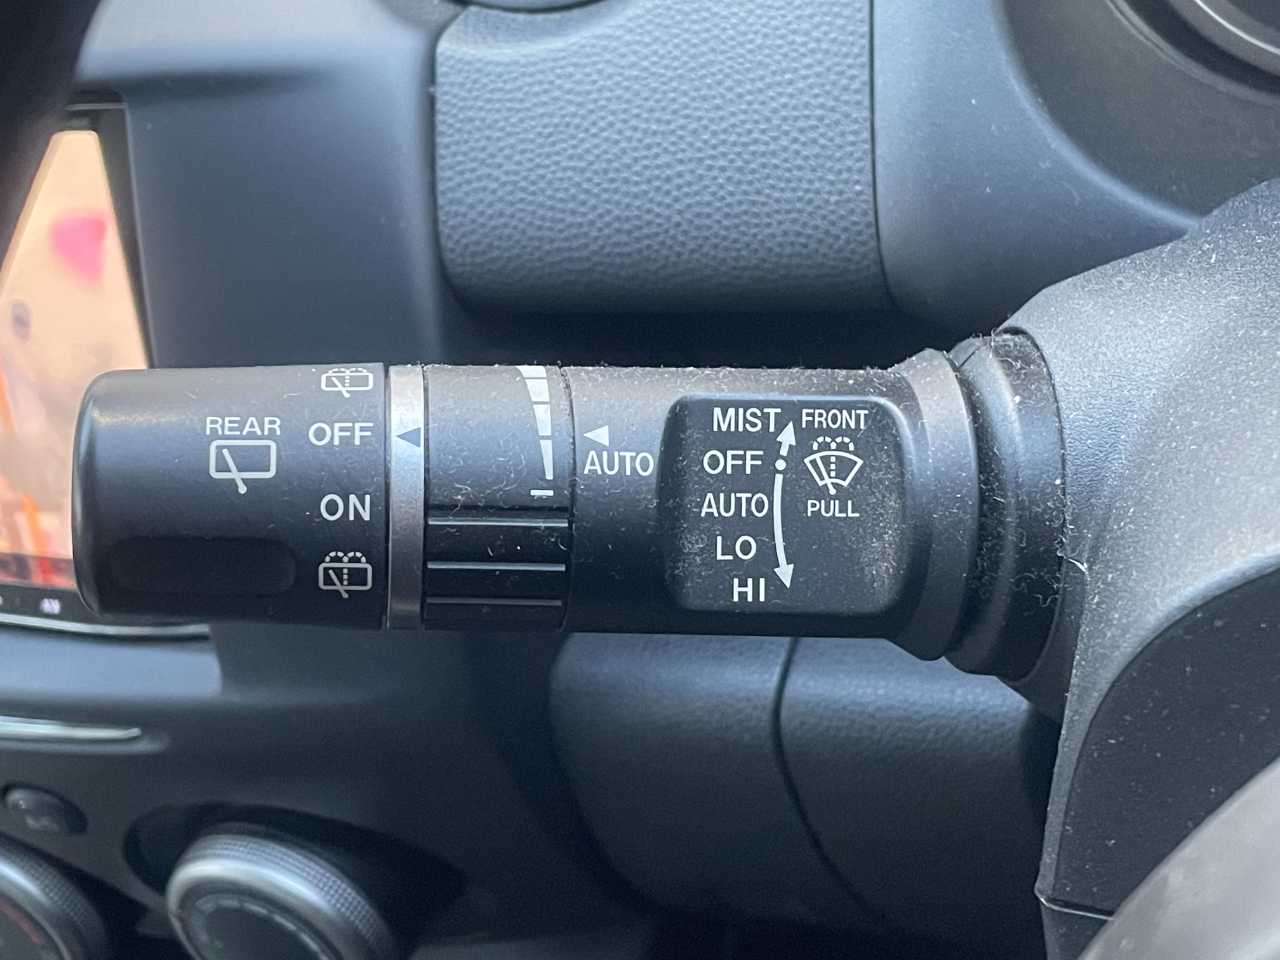 REAR
OFF
ON
AUTO
MIST
OFF
AUTO
LO
HI
FRONT
PULL